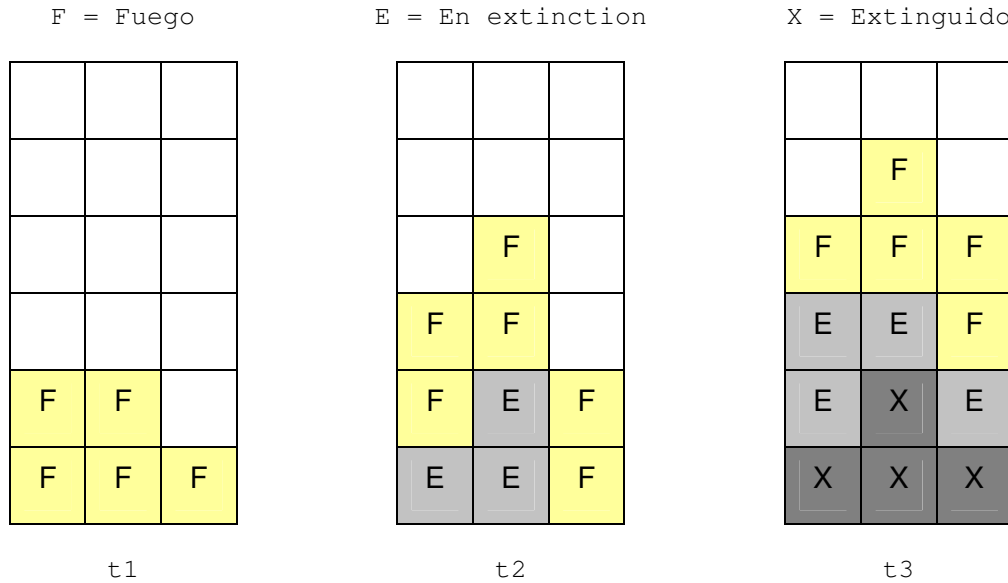 F = Fuego E = En extinction X = Extinguido
F
F F F F
F F E E F
F F F E F E X E
F F F E E F X X X
t1 t2 t3